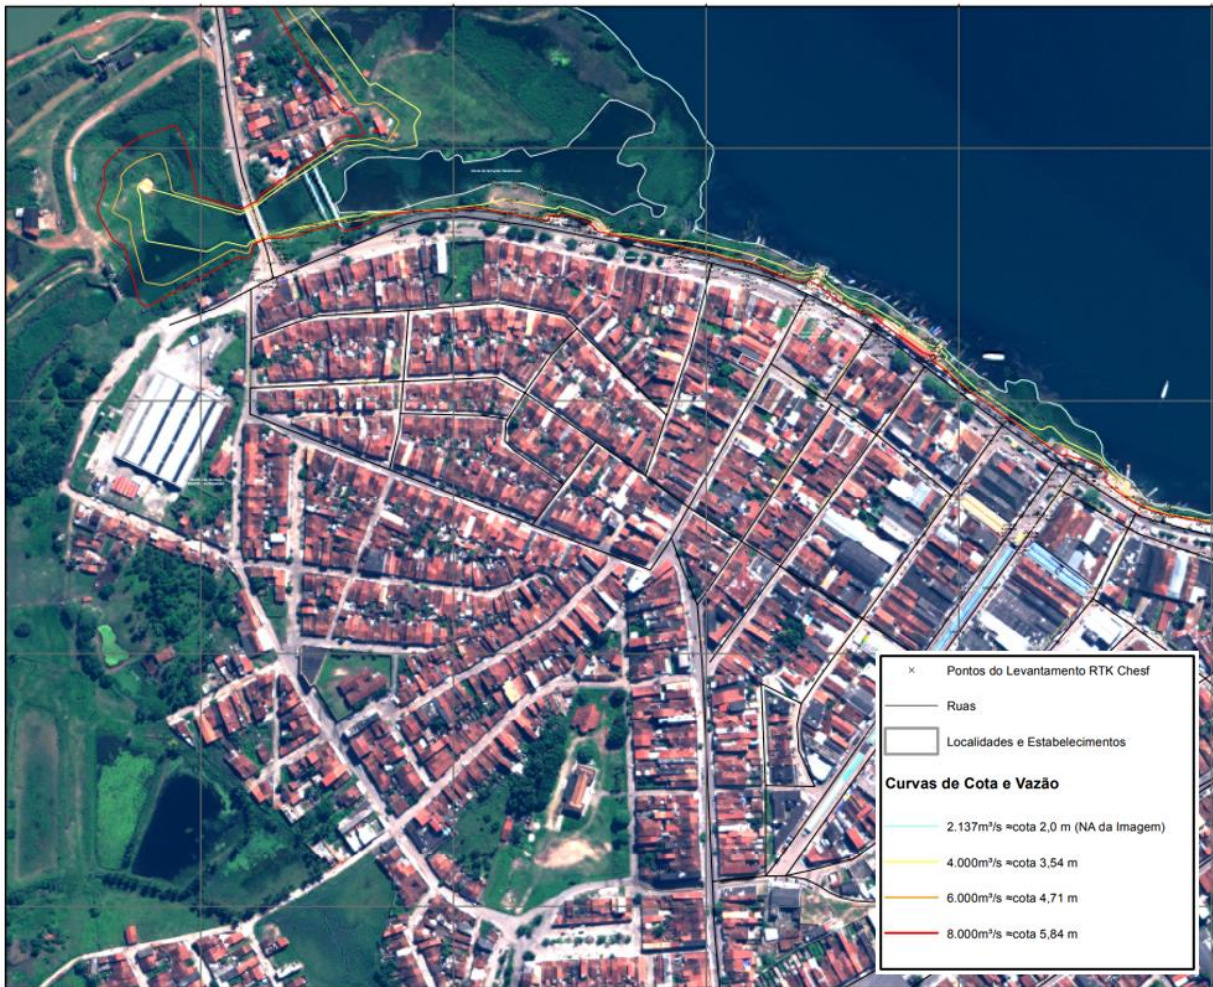 Pontos do Levantamento RTK Chesf
Ruas
Localidades e Estabelecimentos
Curvas de Cota e Vazão
2.137m³/s ≈cota 2,0 m (NA da Imagem)
4.000m³/s ≈cota 3,54 m
6.000m³/s ≈cota 4,71 m
8.000m³/s ≈cota 5,84 m